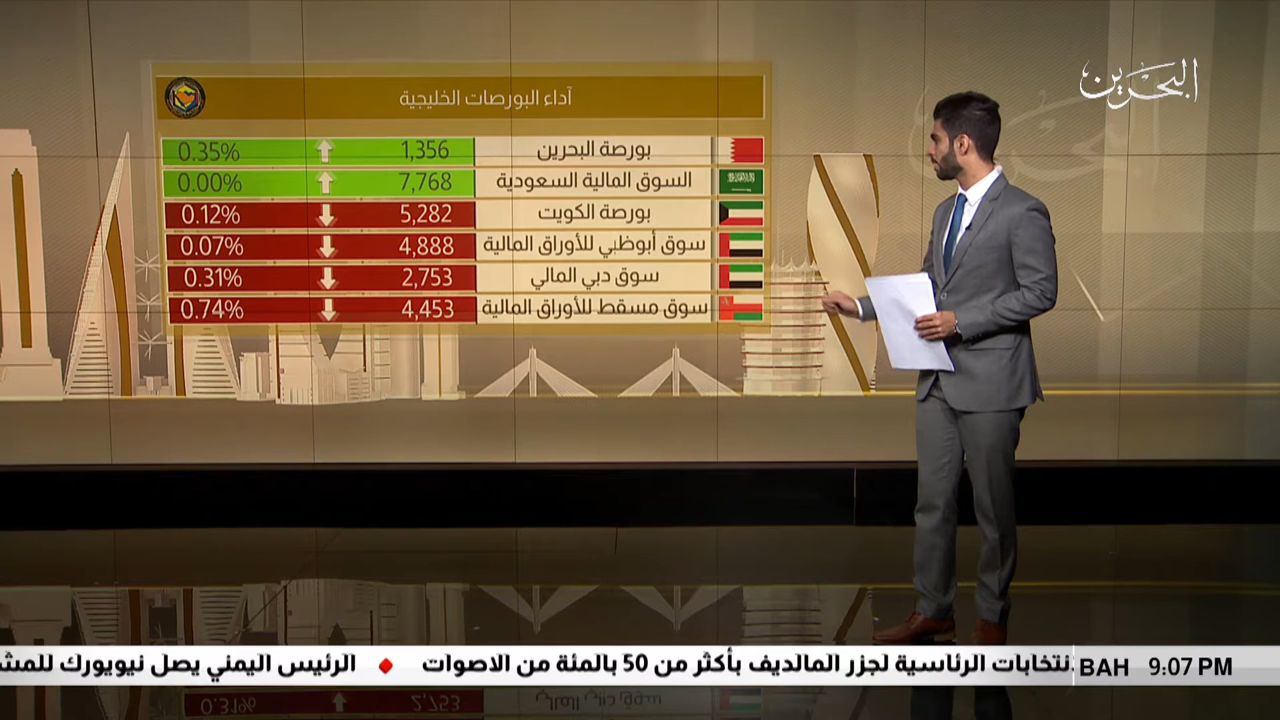 البحرين
آداء البورصات الخليجية
بورصة البحرين 1,356 0.35%
السوق المالية السعودية 7,768 0.00%
بورصة الكويت 5,282 0.12%
سوق أبوظبي للأوراق المالية 4,888 0.07%
سوق دبي المالي 2,753 0.31%
سوق مسقط للأوراق المالية 4,453 0.74%
BAH 9:07 PM
نتخابات الرئاسية لجزر المالديف بأكثر من 50 بالمئة من الاصوات
الرئيس اليمني يصل نيويورك